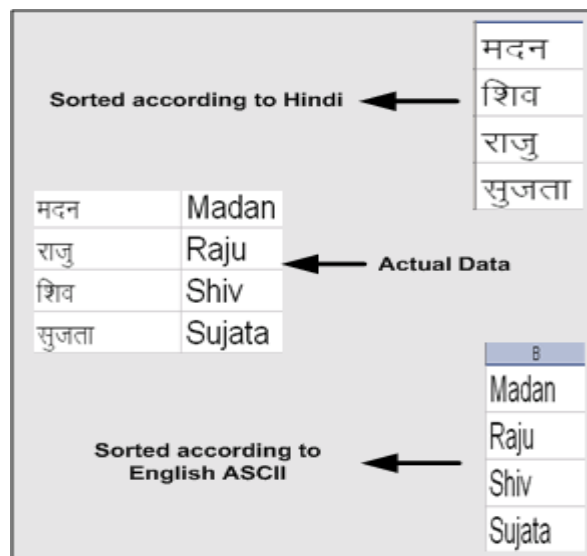 मदन
शिव
राजु
सुजता
Sorted according to Hindi
मदन Madan
राजु Raju
शिव Shiv
सुजता Sujata
Actual Data
B
Madan
Raju
Shiv
Sujata
Sorted according to
English ASCII